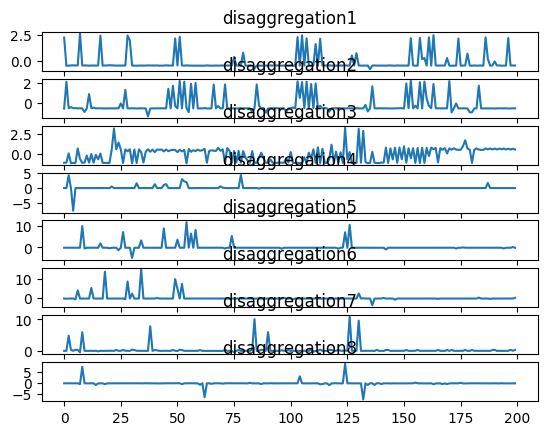 disaggregation1
2.5
0.0
disaggregation2
2
0
disaggregation3
2.5
0.0
disaggregation4
5
0
−5
disaggregation5
10
0
disaggregation6
10
0
disaggregation7
10
0
disaggregation8
5
0
−5
0 25 50 75 100 125 150 175 200